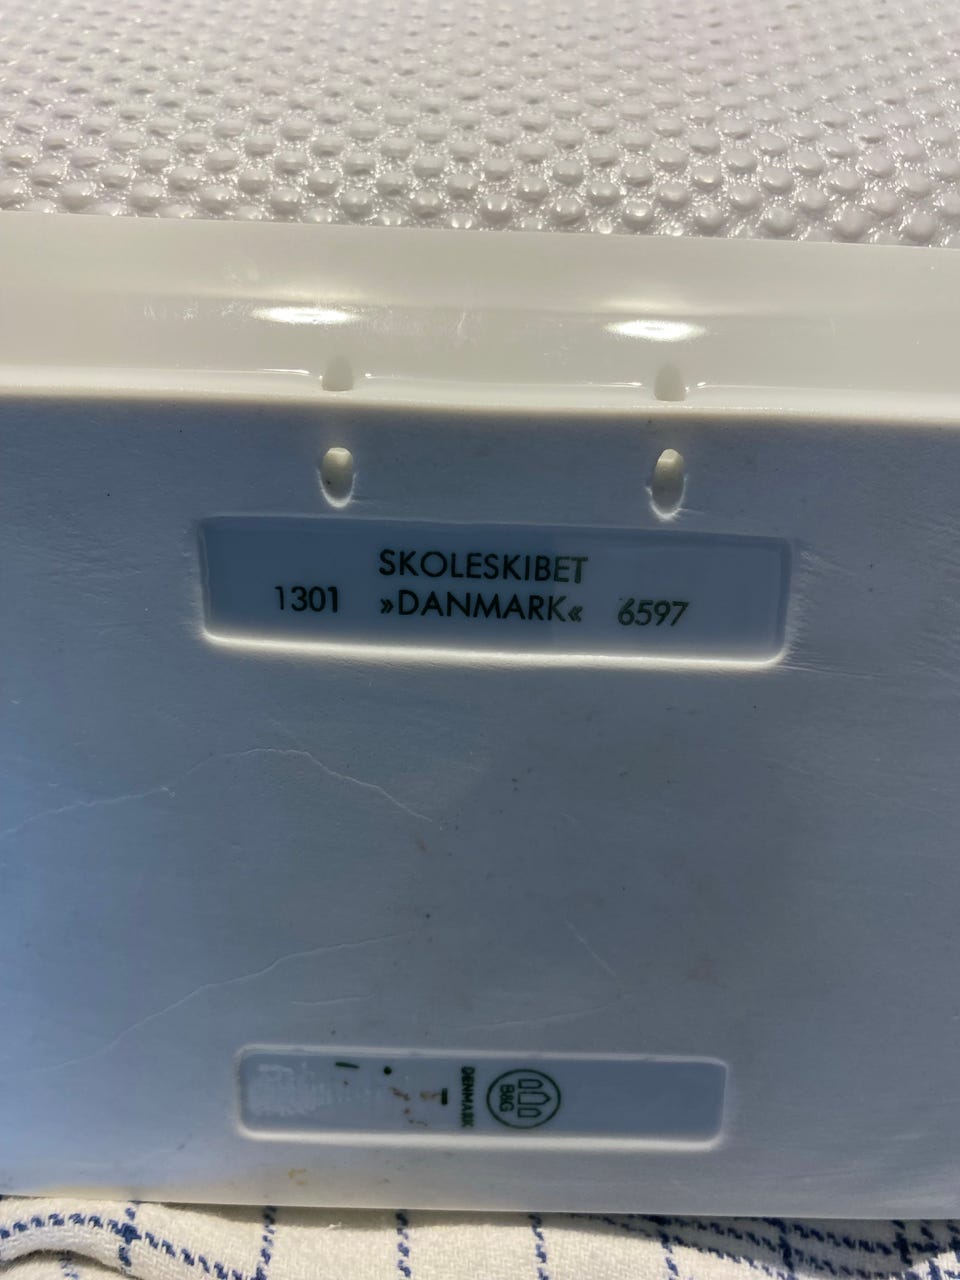 SKOLESKIBET
1301 »DANMARK« 6597
B&G
DENMARK